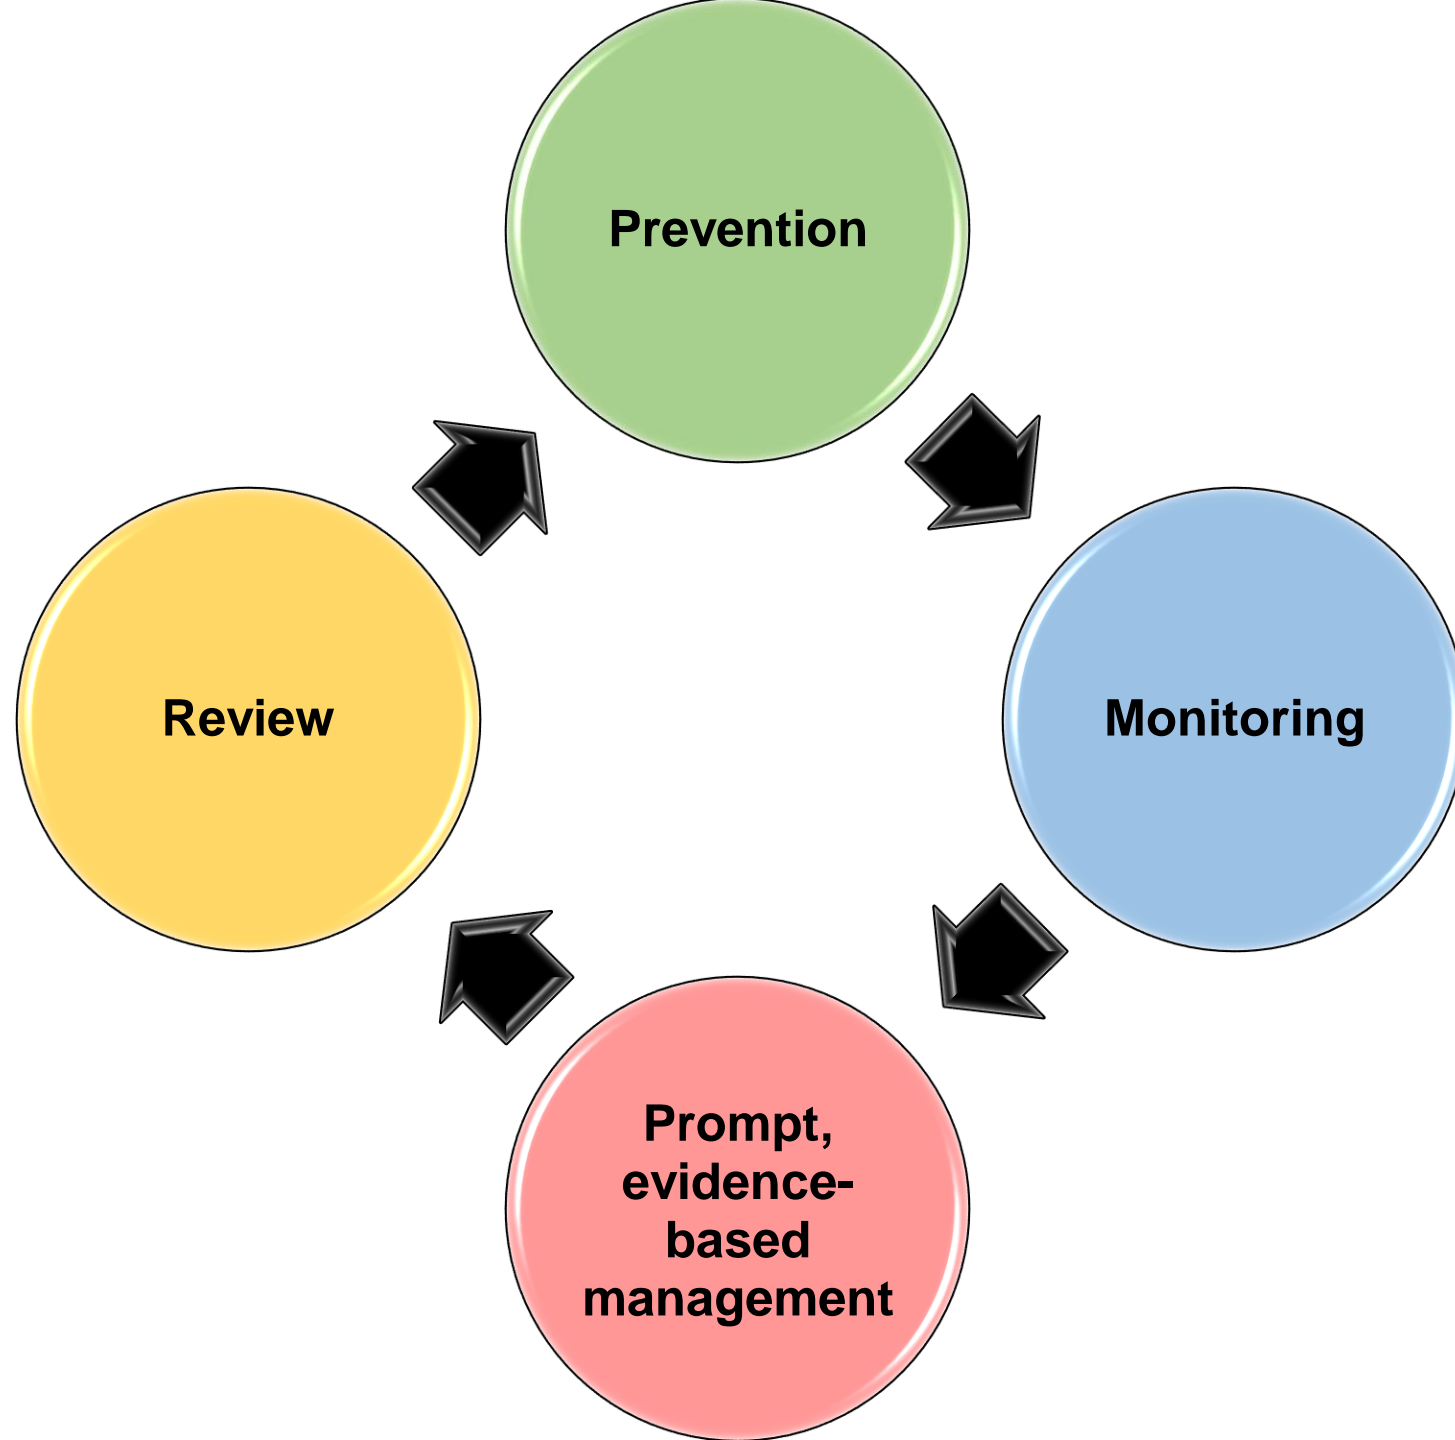 Prevention
Review
Monitoring
Prompt,
evidence-
based
management